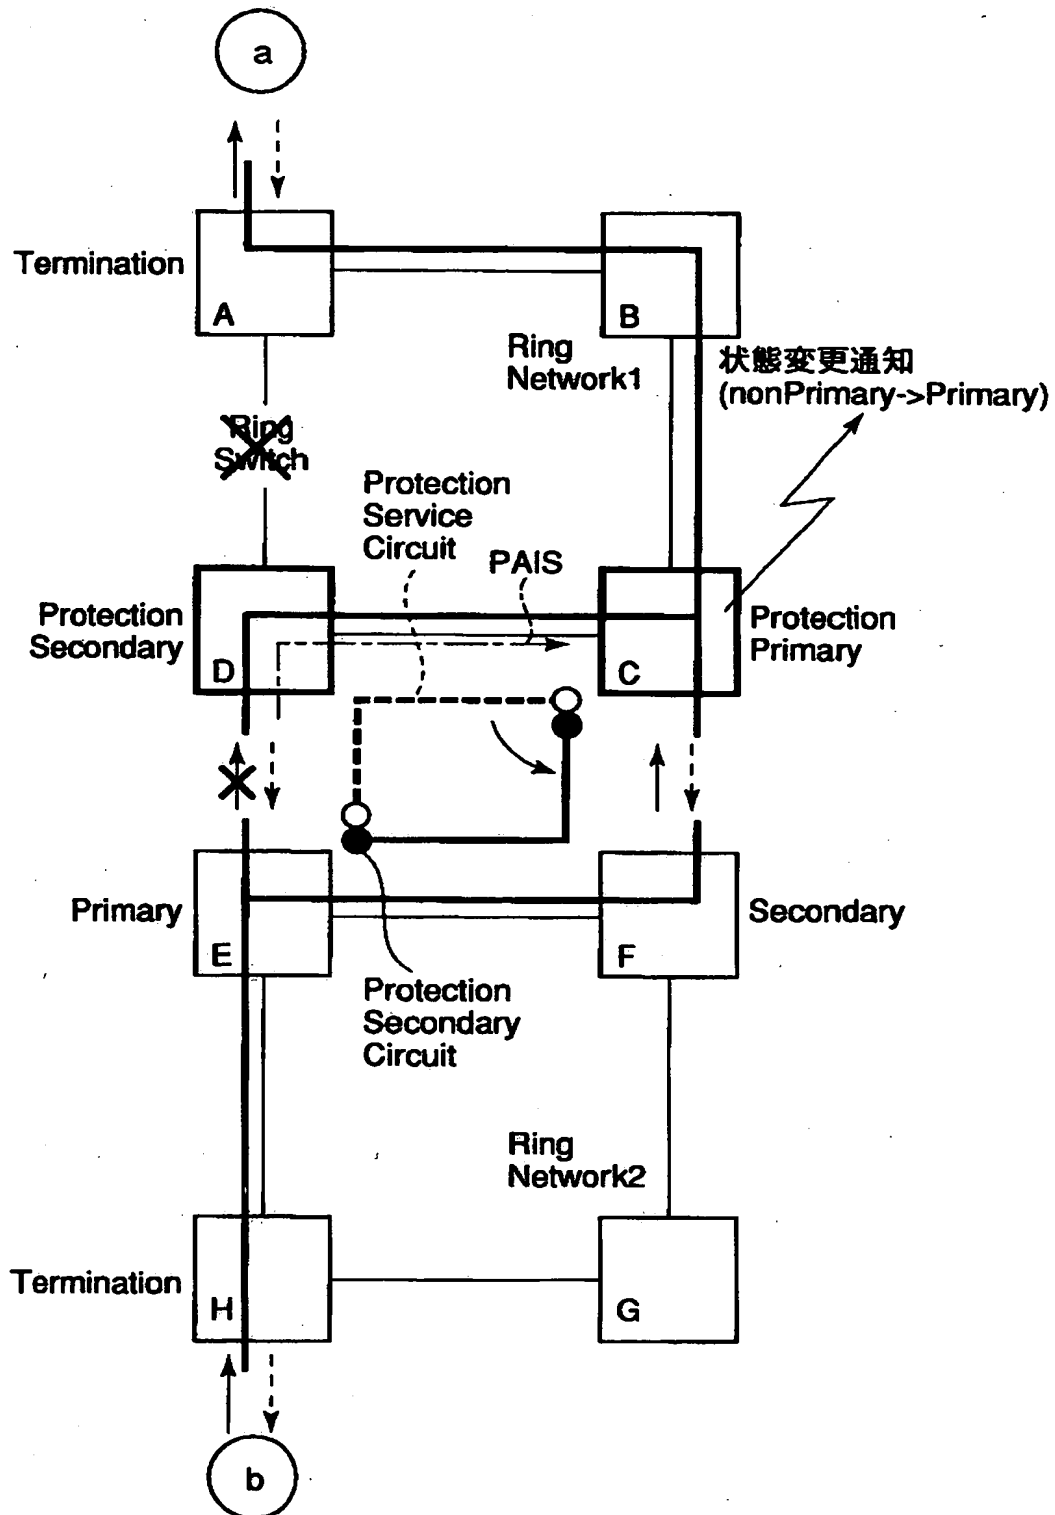 a
Termination
A
B
Ring
Network1
状態変更通知
(nonPrimary->Primary)
Ring
Switch
Protection
Service
Circuit
PAIS
Protection
Secondary
D
C
Protection
Primary
Primary
E
F
Secondary
Protection
Secondary
Circuit
Ring
Network2
Termination
H
G
b